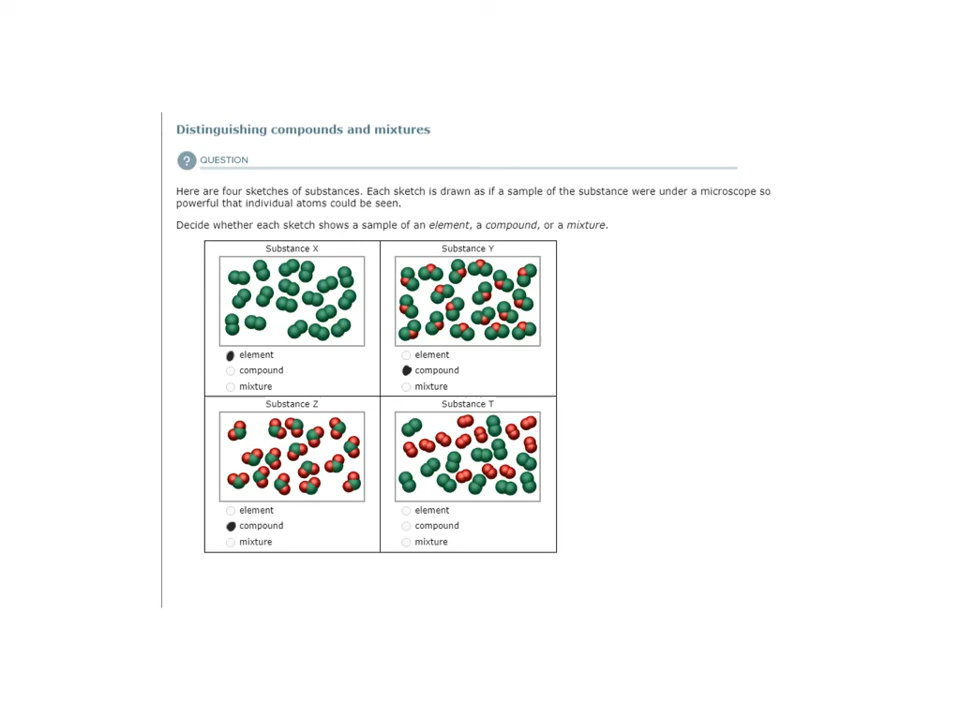 Distinguishing compounds and mixtures
? QUESTION
Here are four sketches of substances. Each sketch is drawn as if a sample of the substance were under a microscope so
powerful that individual atoms could be seen.
Decide whether each sketch shows a sample of an element, a compound, or a mixture.
Substance X
element
compound
mixture
Substance Y
element
compound
mixture
Substance Z
element
compound
mixture
Substance T
element
compound
mixture